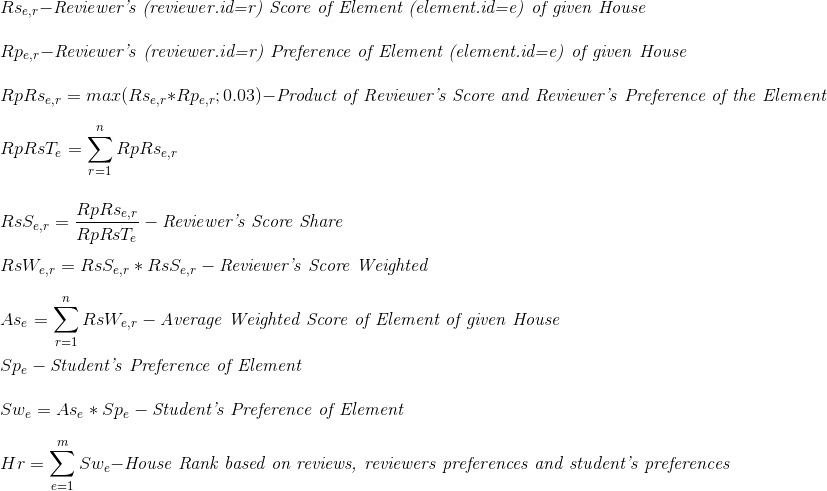 Rs_{e,r}−Reviewer's (reviewer.id=r) Score of Element (element.id=e) of given House
Rp_{e,r}−Reviewer's (reviewer.id=r) Preference of Element (element.id=e) of given House
RpRs_{e,r} = max(Rs_{e,r}*Rp_{e,r}; 0.03)−Product of Reviewer's Score and Reviewer's Preference of the Element
RpRsT_e = \sum_{r=1}^{n} RpRs_{e,r}
RsS_{e,r} = \frac{RpRs_{e,r}}{RpRsT_e} − Reviewer's Score Share
RsW_{e,r} = RsS_{e,r} * RsS_{e,r} − Reviewer's Score Weighted
As_e = \sum_{r=1}^{n} RsW_{e,r} − Average Weighted Score of Element of given House
Sp_e − Student's Preference of Element
Sw_e = As_e * Sp_e − Student's Preference of Element
Hr = \sum_{e=1}^{m} Sw_e−House Rank based on reviews, reviewers preferences and student's preferences